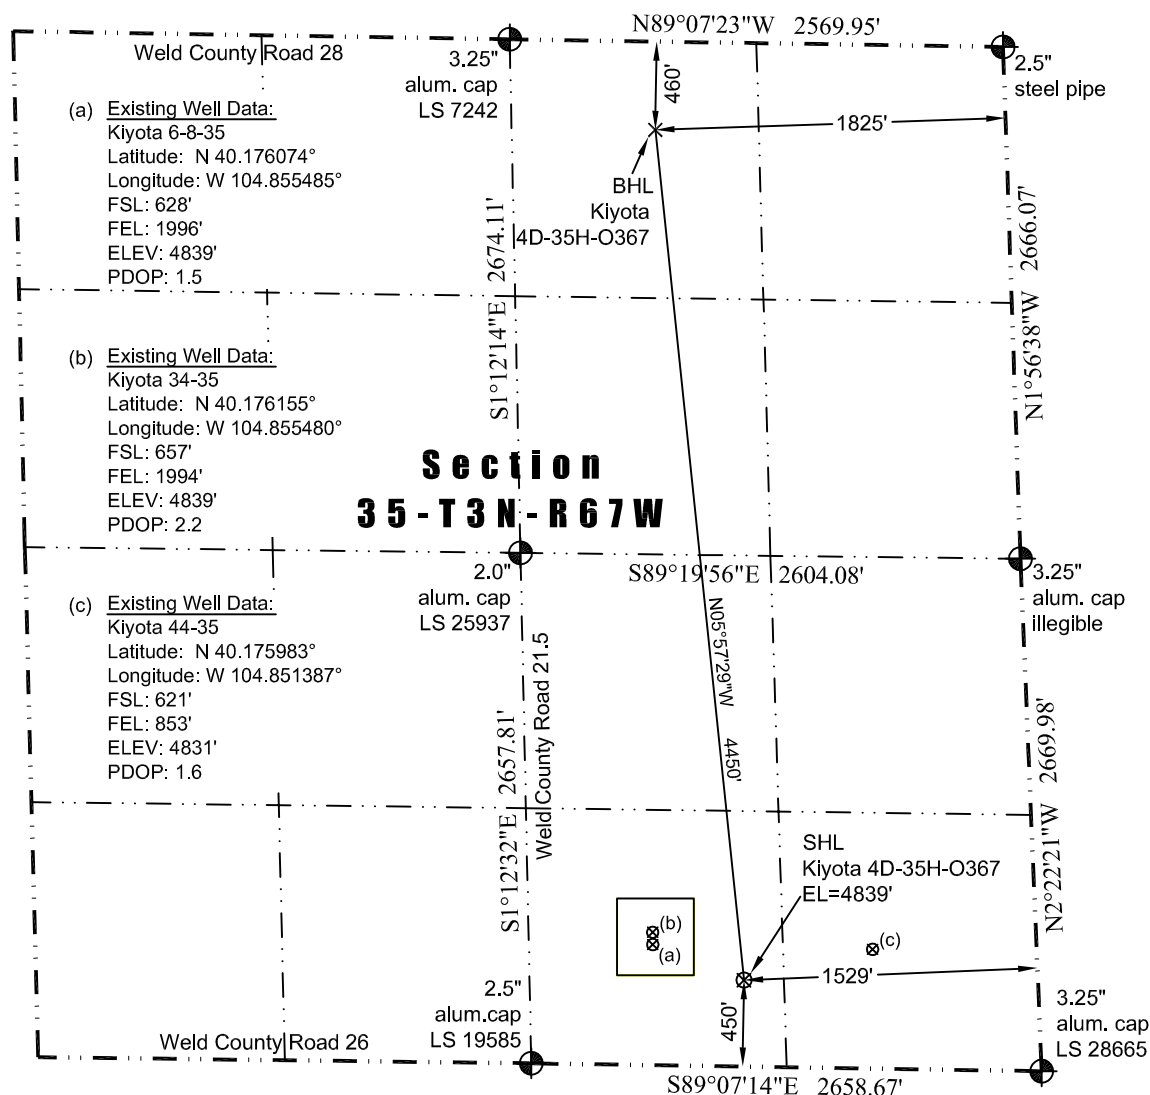 N89°07'23"W 2569.95'
Weld County Road 28
3.25"
alum. cap
LS 7242
460'
2.5"
steel pipe
1825'
(a) Existing Well Data:
Kiyota 6-8-35
Latitude: N 40.176074°
Longitude: W 104.855485°
FSL: 628'
FEL: 1996'
ELEV: 4839'
PDOP: 1.5
BHL
Kiyota
4D-35H-O367
S1°12'14"E 2674.11'
N1°56'38"W 2666.07'
(b) Existing Well Data:
Kiyota 34-35
Latitude: N 40.176155°
Longitude: W 104.855480°
FSL: 657'
FEL: 1994'
ELEV: 4839'
PDOP: 2.2
Section
35-T3N-R67W
2.0"
alum. cap
LS 25937
S89°19'56"E 2604.08'
3.25"
alum. cap
illegible
(c) Existing Well Data:
Kiyota 44-35
Latitude: N 40.175983°
Longitude: W 104.851387°
FSL: 621'
FEL: 853'
ELEV: 4831'
PDOP: 1.6
N05°57'29"W 4450'
S1°12'32"E 2657.81'
Weld County Road 21.5
N2°22'21"W 2669.98'
SHL
Kiyota 4D-35H-O367
EL=4839'
(b)
(a)
(c)
1529'
450'
2.5"
alum.cap
LS 19585
3.25"
alum. cap
LS 28665
Weld County Road 26
S89°07'14"E 2658.67'